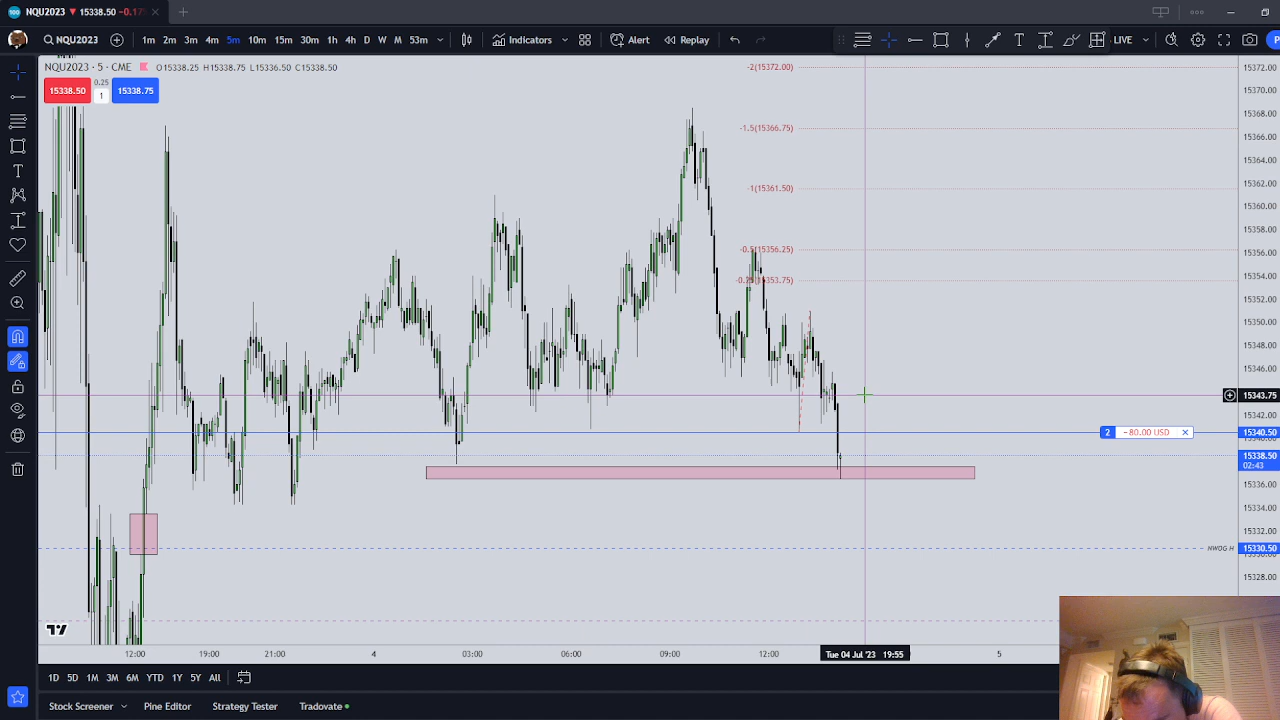 NQU2023 ▼ 15338.50 −0.17
NQU2023 1m 2m 3m 4m 5m 10m 15m 30m 1h 4h D W M 53m Indicators Alert Replay LIVE
NQU2023 · 5 · CME O15338.25 H15338.75 L15336.50 C15338.50
15338.50 0.25 1 15338.75
-2(15372.00)
-1.5(15366.75)
-1(15361.50)
-0.5(15356.25)
15372.00
15370.00
15368.00
15366.00
15364.00
15362.00
15360.00
15358.00
15356.00
15354.00
15352.00
15350.00
15348.00
15346.00
15343.75
15342.00
2 −80.00 USD 15340.50
15338.50
02:43
15336.00
15334.00
15332.00
NWOG H 15330.50
15328.00
12:00 19:00 21:00 4 03:00 06:00 09:00 12:00 Tue 04 Jul '23 19:55 5
1D 5D 1M 3M 6M YTD 1Y 5Y All
Stock Screener Pine Editor Strategy Tester Tradovate